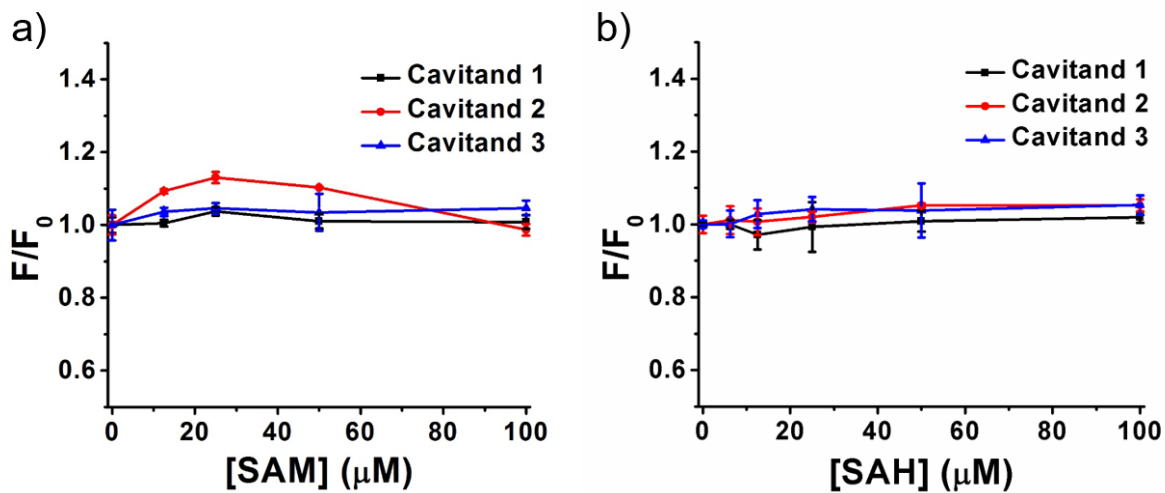 a)
Cavitand 1
Cavitand 2
Cavitand 3
1.4
1.2
1.0
0.8
0.6
F/F0
0 20 40 60 80 100
[SAM] (μM)
b)
Cavitand 1
Cavitand 2
Cavitand 3
1.4
1.2
1.0
0.8
0.6
F/F0
0 20 40 60 80 100
[SAH] (μM)